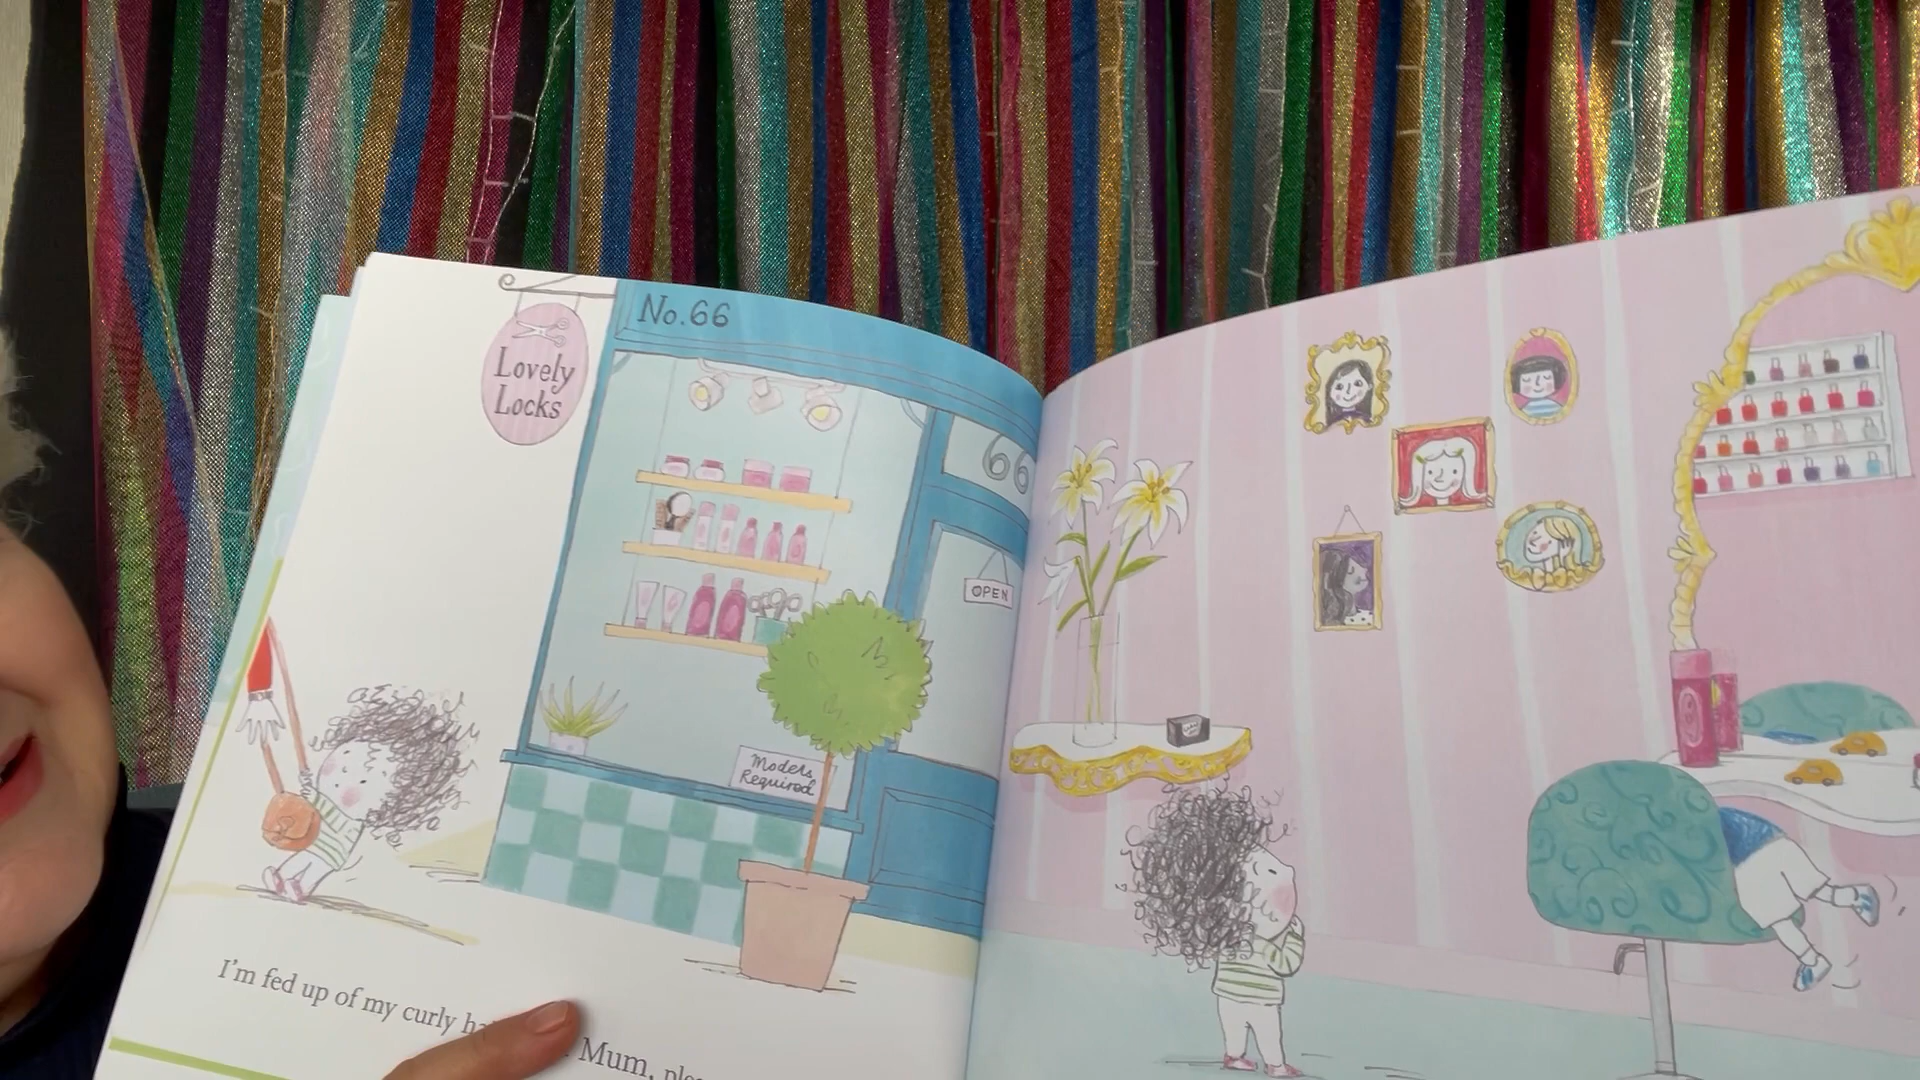 No.66
Lovely
Locks
66
OPEN
Models
Required
I'm fed up of my curly
Mum,